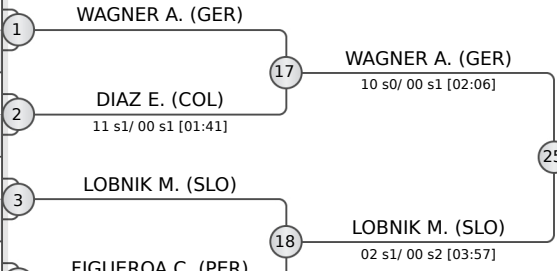 WAGNER A. (GER)
1
17
WAGNER A. (GER)
10 s0/ 00 s1 [02:06]
DIAZ E. (COL)
2
11 s1/ 00 s1 [01:41]
25
LOBNIK M. (SLO)
3
18
LOBNIK M. (SLO)
02 s1/ 00 s2 [03:57]
FIGUEROA C. (PER)